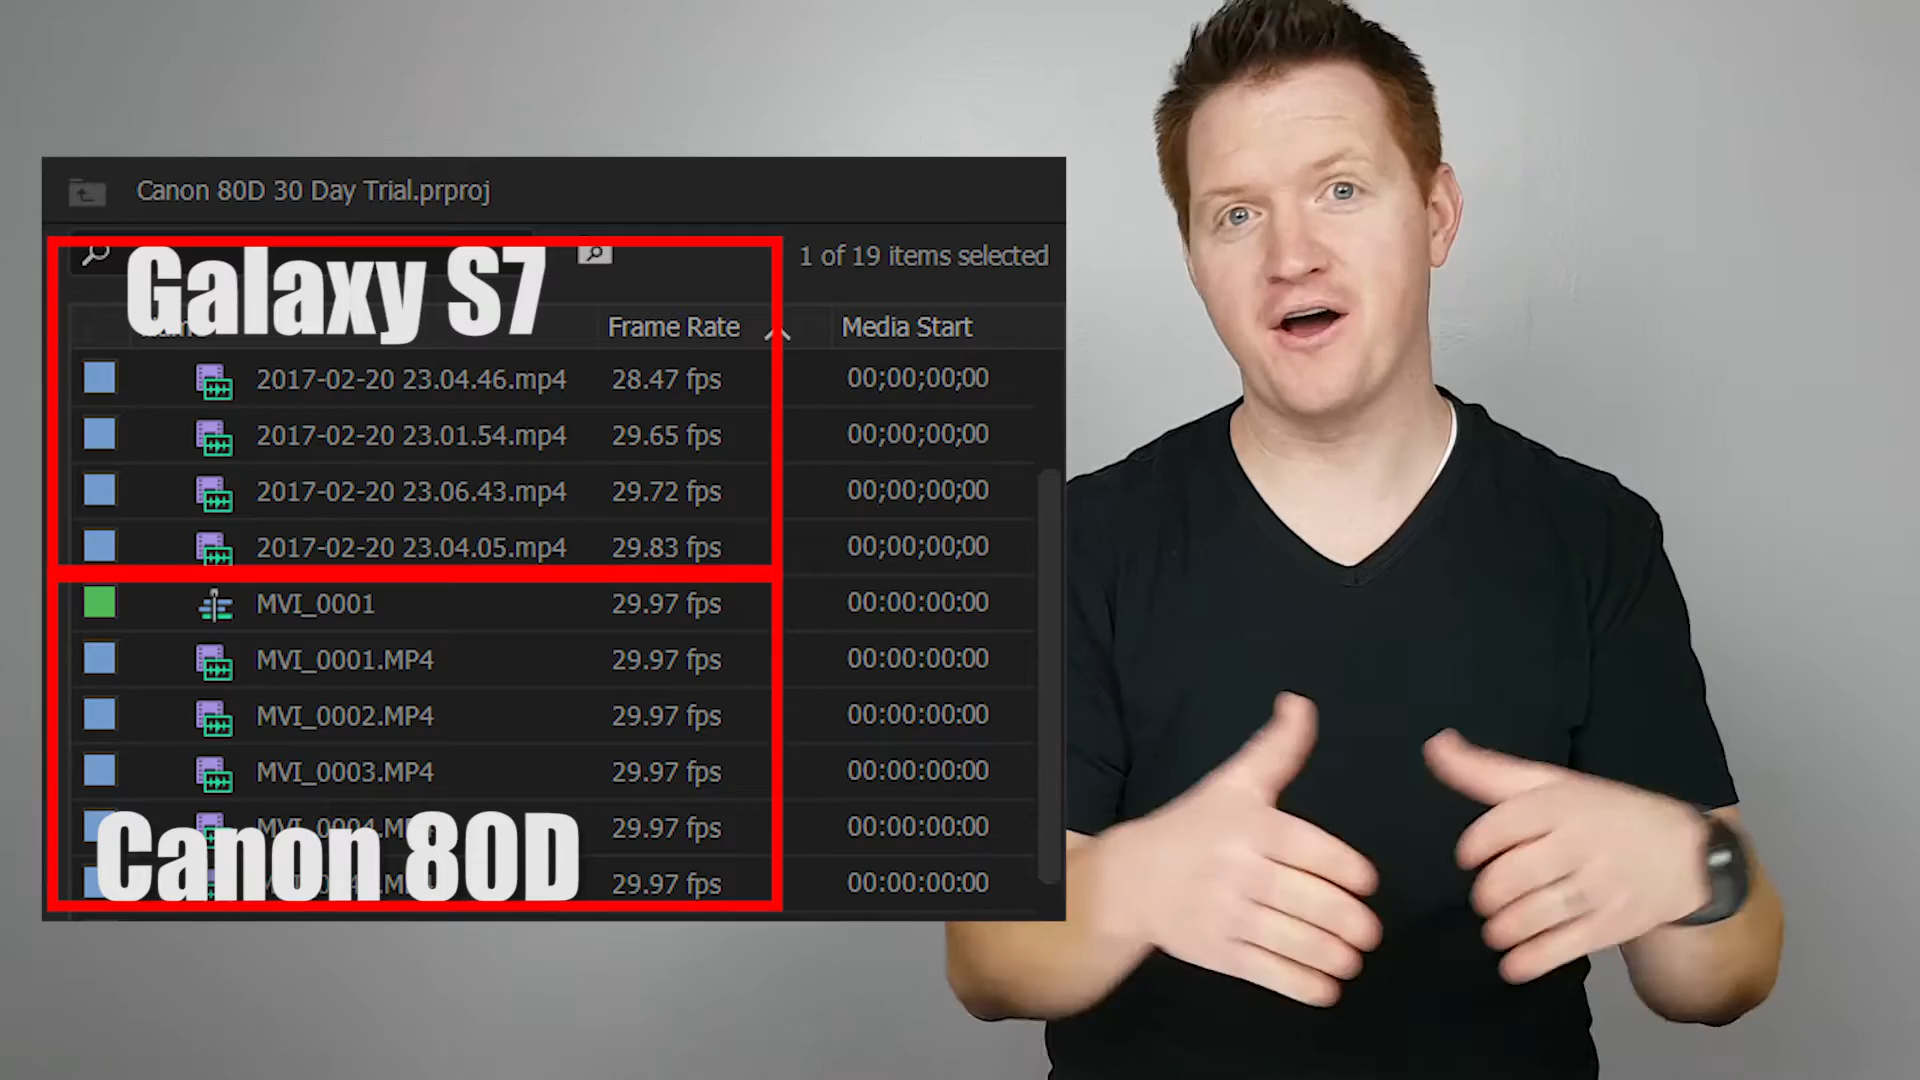 Canon 80D 30 Day Trial.prproj
Galaxy S7
1 of 19 items selected
Frame Rate
Media Start
2017-02-20 23.04.46.mp4 28.47 fps 00;00;00;00
2017-02-20 23.01.54.mp4 29.65 fps 00;00;00;00
2017-02-20 23.06.43.mp4 29.72 fps 00;00;00;00
2017-02-20 23.04.05.mp4 29.83 fps 00;00;00;00
MVI_0001 29.97 fps 00:00:00:00
MVI_0001.MP4 29.97 fps 00:00:00:00
MVI_0002.MP4 29.97 fps 00:00:00:00
MVI_0003.MP4 29.97 fps 00:00:00:00
MVI_0004.MP4 29.97 fps 00:00:00:00
Canon 80D
29.97 fps 00:00:00:00